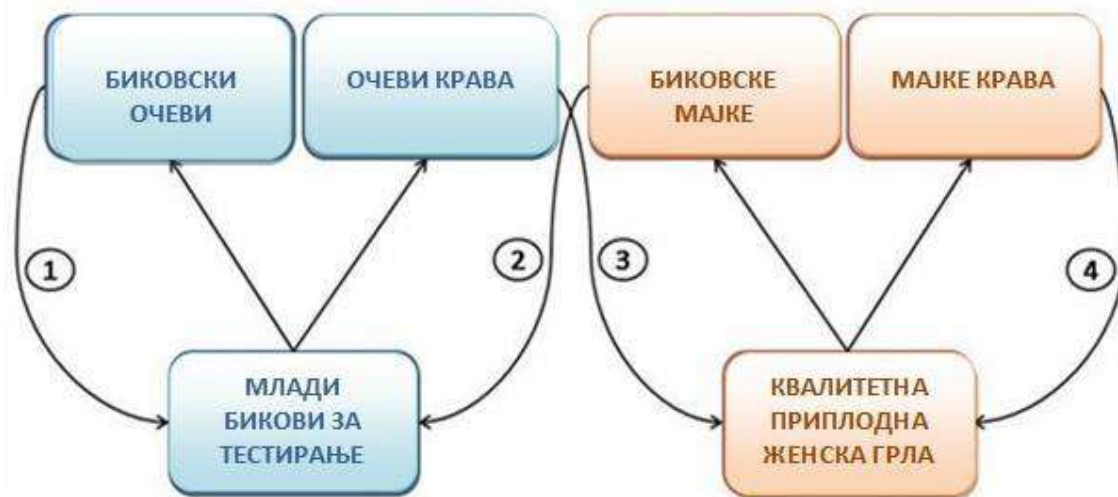 БИКОВСКИ
ОЧЕВИ
ОЧЕВИ КРАВА
БИКОВСКЕ
МАЈКЕ
МАЈКЕ КРАВА
1
2
3
4
МЛАДИ
БИКОВИ ЗА
ТЕСТИРАЊЕ
КВАЛИТЕТНА
ПРИПЛОДНА
ЖЕНСКА ГРЛА